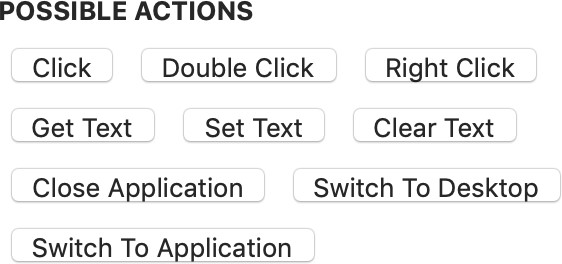 POSSIBLE ACTIONS
Click Double Click Right Click
Get Text Set Text Clear Text
Close Application Switch To Desktop
Switch To Application